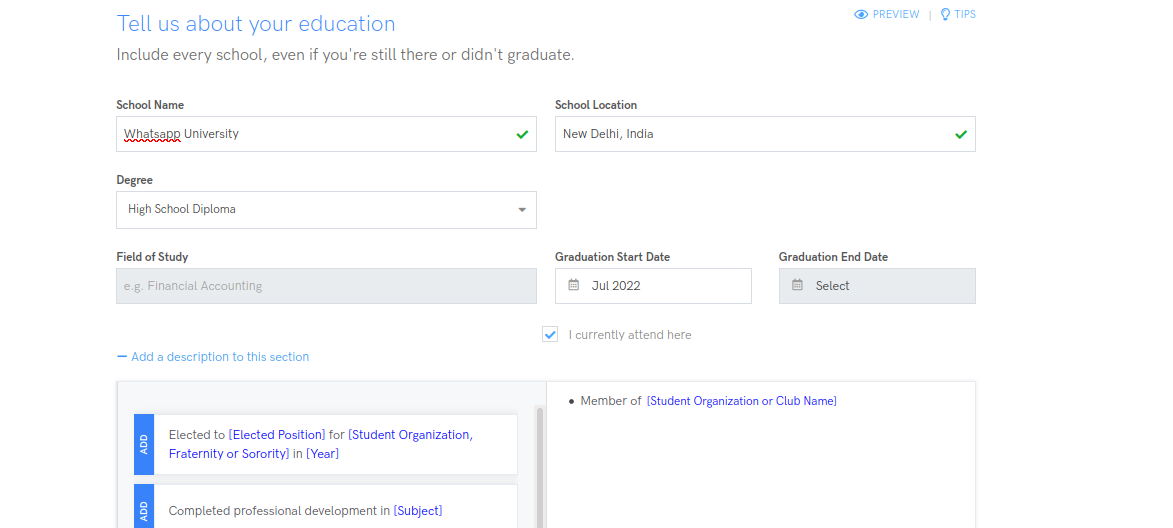 Tell us about your education
PREVIEW | TIPS
Include every school, even if you're still there or didn't graduate.
School Name
School Location
Whatsapp University
New Delhi, India
Degree
High School Diploma
Field of Study
Graduation Start Date
Graduation End Date
e.g. Financial Accounting
Jul 2022
Select
I currently attend here
— Add a description to this section
• Member of [Student Organization or Club Name]
ADD
Elected to [Elected Position] for [Student Organization,
Fraternity or Sorority] in [Year]
ADD
Completed professional development in [Subject]